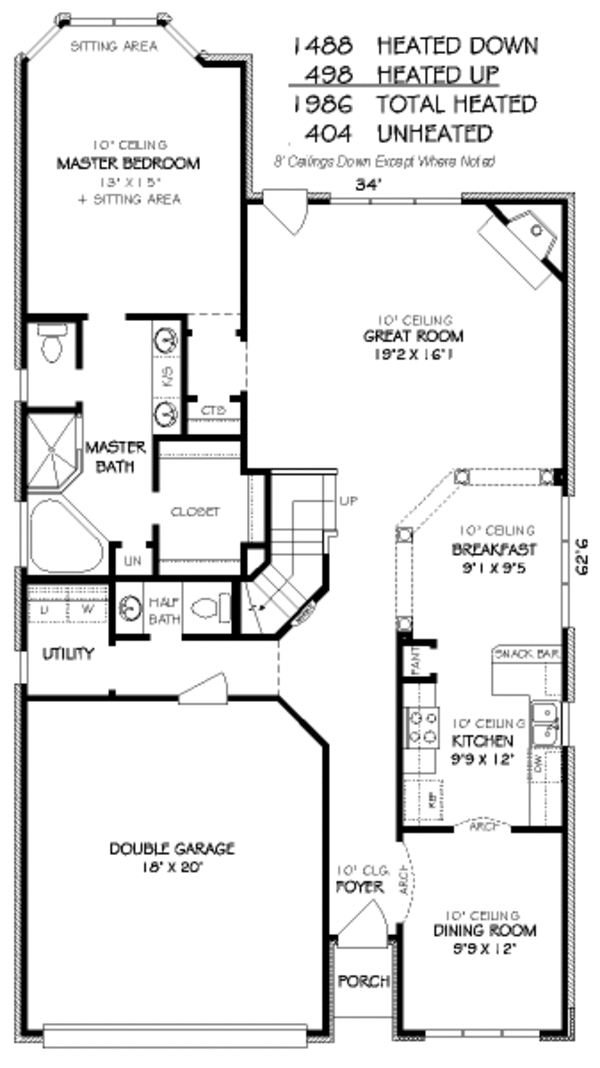 SITTING AREA
1488 HEATED DOWN
498 HEATED UP
1986 TOTAL HEATED
404 UNHEATED
8' Ceilings Down Except Where Noted
34'
10' CEILING
MASTER BEDROOM
13' X 15'
+ SITTING AREA
10' CEILING
GREAT ROOM
19'2 X 16'1
K/S
CTS
MASTER
BATH
CLOSET
UP
LIN
10' CEILING
BREAKFAST
9'1 X 9'5
62'9
HALF
BATH
D W
UTILITY
PANT
SNACK BAR
10' CEILING
KITCHEN
9'9 X 12'
DW
REF
ARCH
DOUBLE GARAGE
18' X 20'
10' CLG.
FOYER
ARCH
10' CEILING
DINING ROOM
9'9 X 12'
PORCH